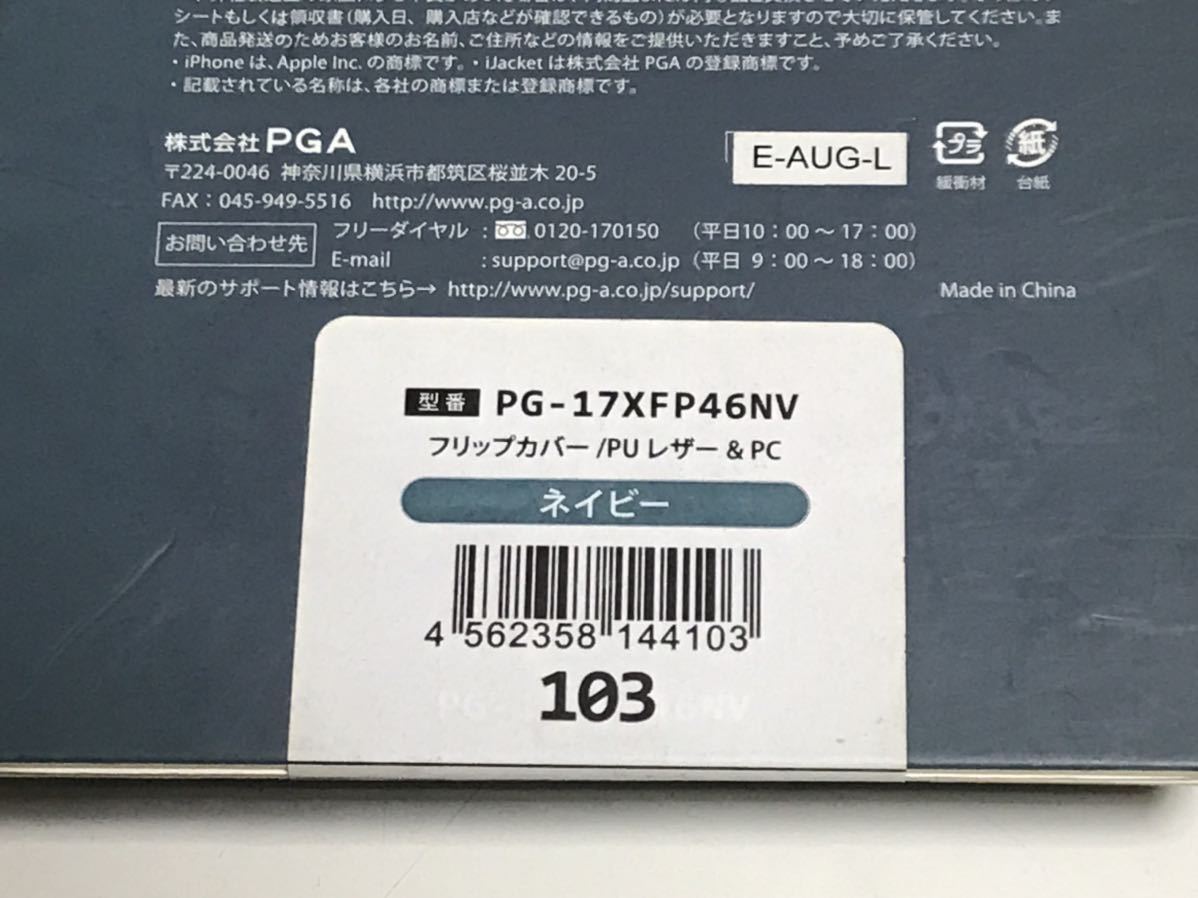 シートもしくは領収書（購入日、購入店などが確認できるもの）が必要となりますので大切に保管してください。ま
た、商品発送のためお客様のお名前、ご住所などの情報をご提供いただきますこと、予めご了承ください。
・iPhone は、Apple Inc. の商標です。・iJacket は株式会社 PGA の登録商標です。
・記載されている名称は、各社の商標または登録商標です。
株式会社 PGA
〒224-0046 神奈川県横浜市都筑区桜並木 20-5
FAX：045-949-5516 http://www.pg-a.co.jp
E-AUG-L
プラ 紙
緩衝材 台紙
お問い合わせ先
フリーダイヤル ： 0120-170150 （平日10：00 〜 17：00）
E-mail ：support@pg-a.co.jp（平日 9：00 〜 18：00）
最新のサポート情報はこちら→ http://www.pg-a.co.jp/support/
Made in China
型番 PG-17XFP46NV
フリップカバー /PU レザー & PC
ネイビー
4 562358 144103
103